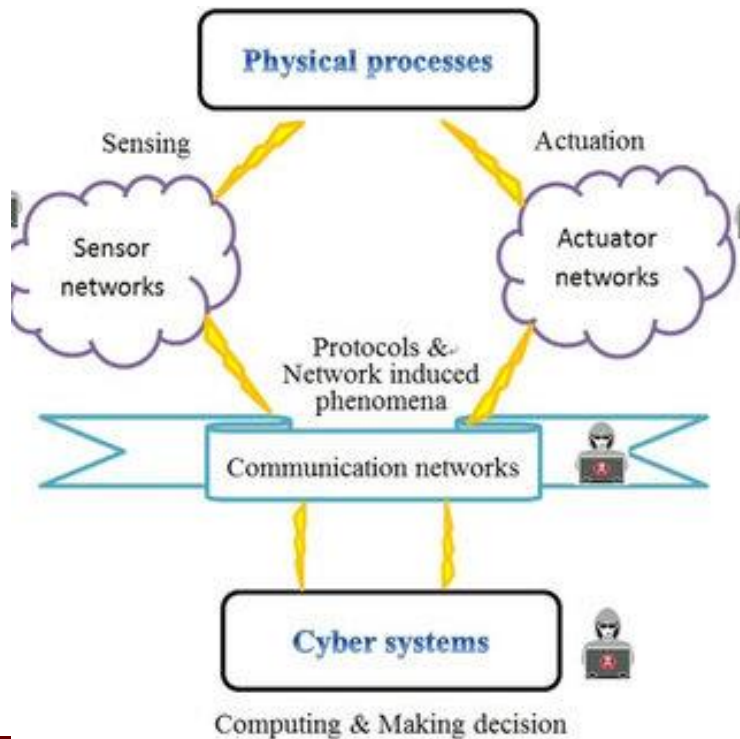 Physical processes
Sensing
Actuation
Sensor
networks
Actuator
networks
Protocols &
Network induced
phenomena
Communication networks
Cyber systems
Computing & Making decision